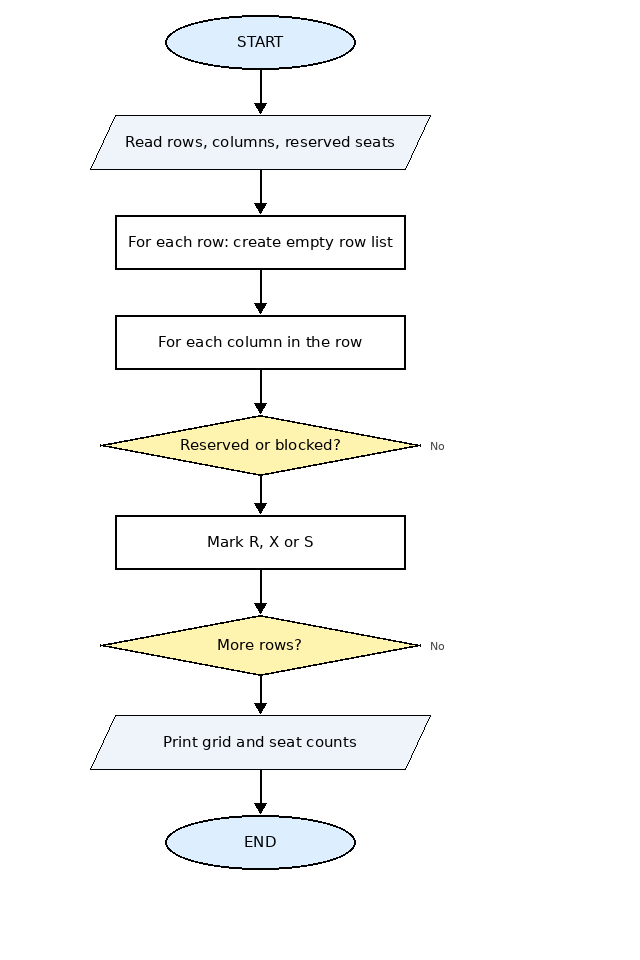 START
Read rows, columns, reserved seats
For each row: create empty row list
For each column in the row
Reserved or blocked?
No
Mark R, X or S
More rows?
No
Print grid and seat counts
END